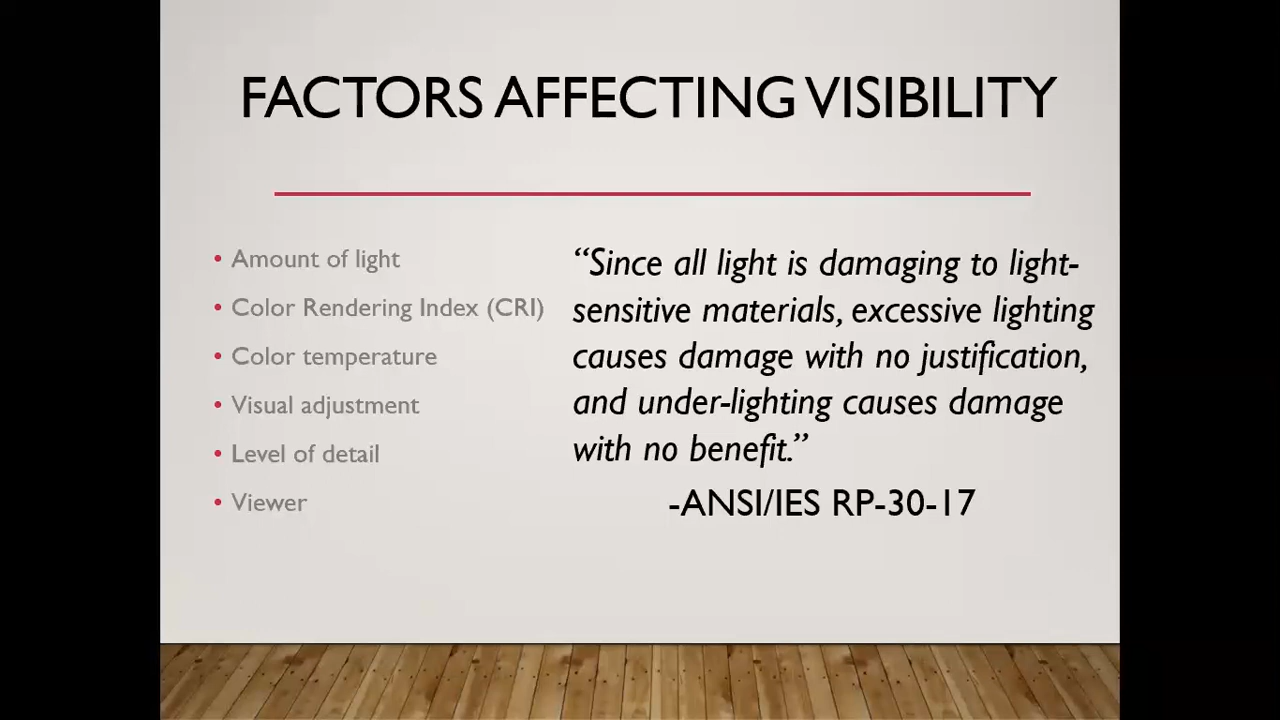 FACTORS AFFECTING VISIBILITY
• Amount of light
• Color Rendering Index (CRI)
• Color temperature
• Visual adjustment
• Level of detail
• Viewer
“Since all light is damaging to light-
sensitive materials, excessive lighting
causes damage with no justification,
and under-lighting causes damage
with no benefit.”
-ANSI/IES RP-30-17